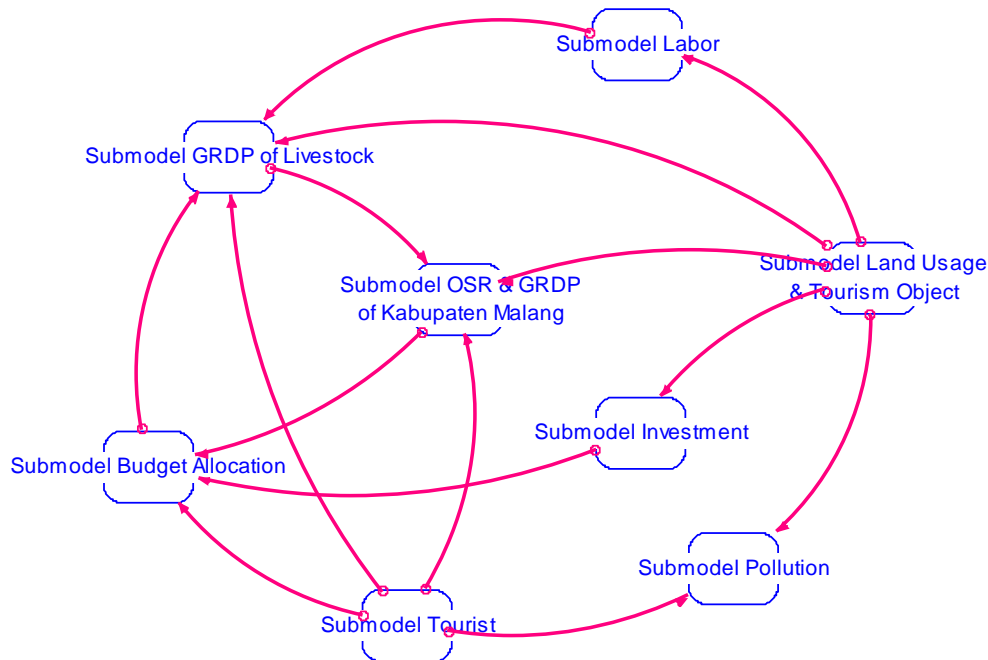 Submodel Labor
Submodel GRDP of Livestock
Submodel Land Usage
& Tourism Object
Submodel OSR & GRDP
of Kabupaten Malang
Submodel Investment
Submodel Budget Allocation
Submodel Pollution
Submodel Tourist